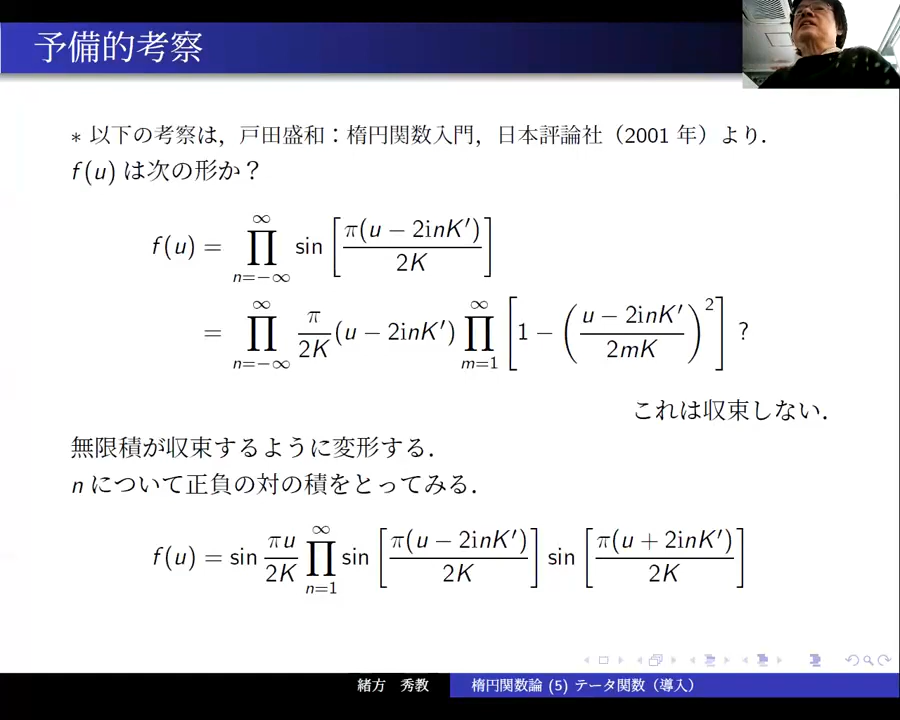 予備的考察
* 以下の考察は，戸田盛和：楕円関数入門，日本評論社（2001 年）より．
f(u) は次の形か？
f(u) = ∏_{n=−∞}^{∞} sin [π(u − 2inK′)/2K]
= ∏_{n=−∞}^{∞} π/2K (u − 2inK′) ∏_{m=1}^{∞} [1 − ((u − 2inK′)/2mK)²] ?
これは収束しない．
無限積が収束するように変形する．
n について正負の対の積をとってみる．
f(u) = sin πu/2K ∏_{n=1}^{∞} sin [π(u − 2inK′)/2K] sin [π(u + 2inK′)/2K]
緒方 秀教 楕円関数論 (5) テータ関数（導入）